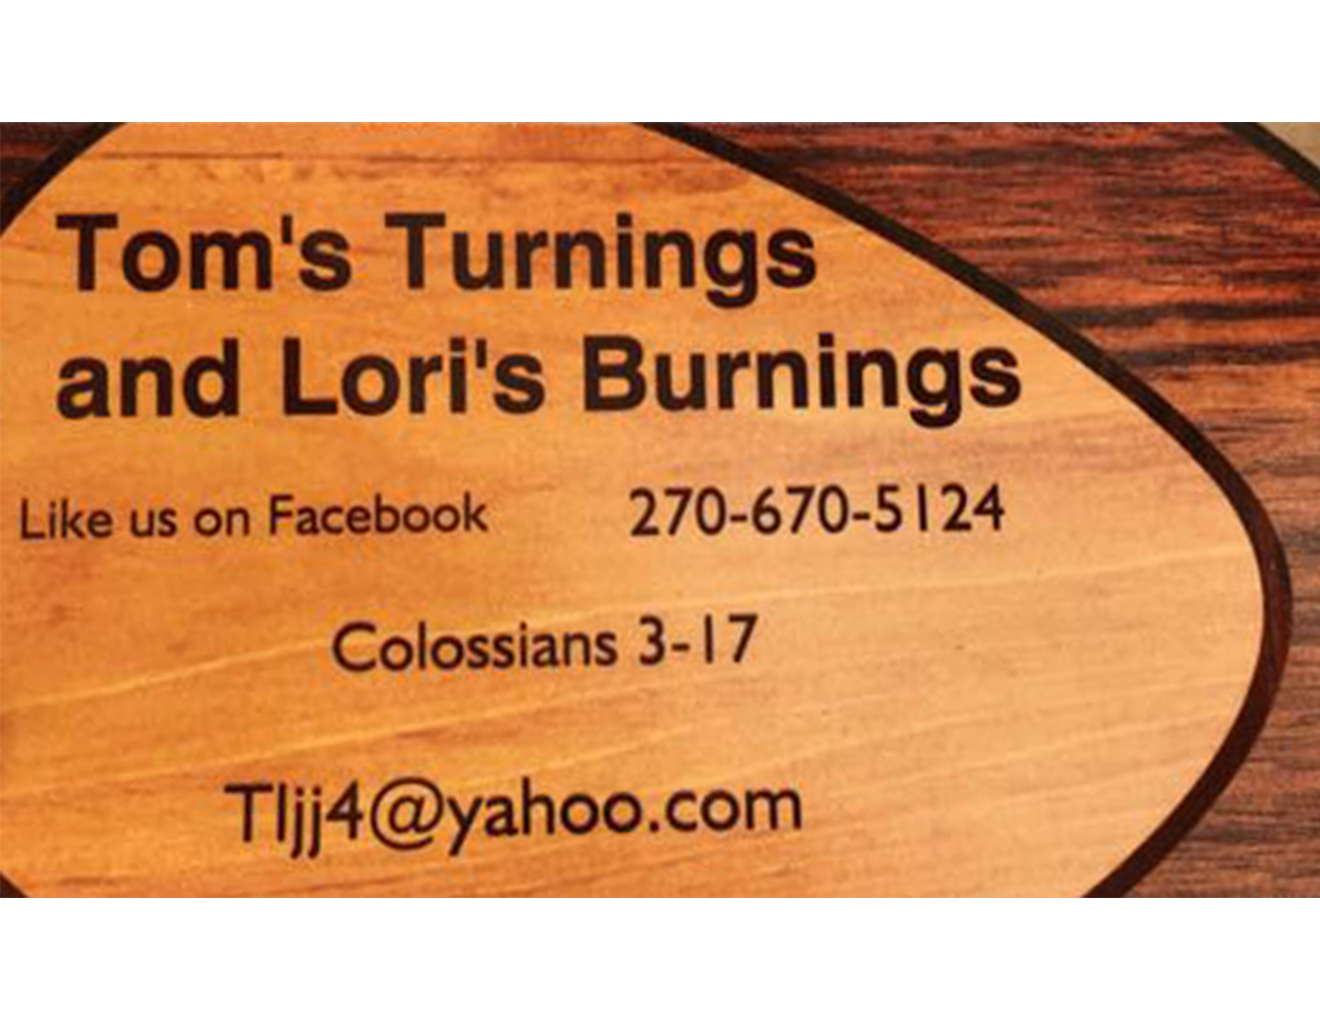 Tom's Turnings
and Lori's Burnings
Like us on Facebook 270-670-5124
Colossians 3-17
Tljj4@yahoo.com